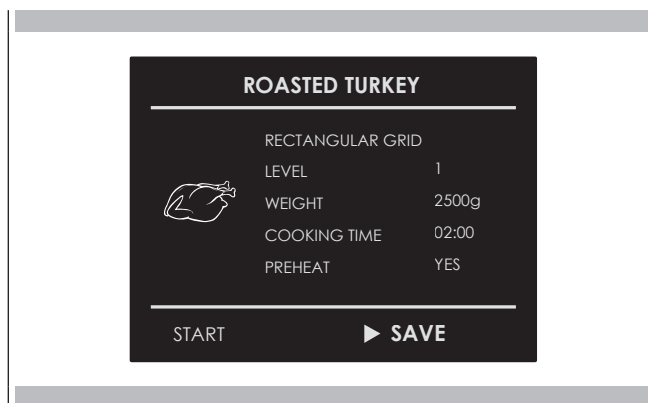 ROASTED TURKEY
RECTANGULAR GRID
LEVEL 1
WEIGHT 2500g
COOKING TIME 02:00
PREHEAT YES
START ▶ SAVE